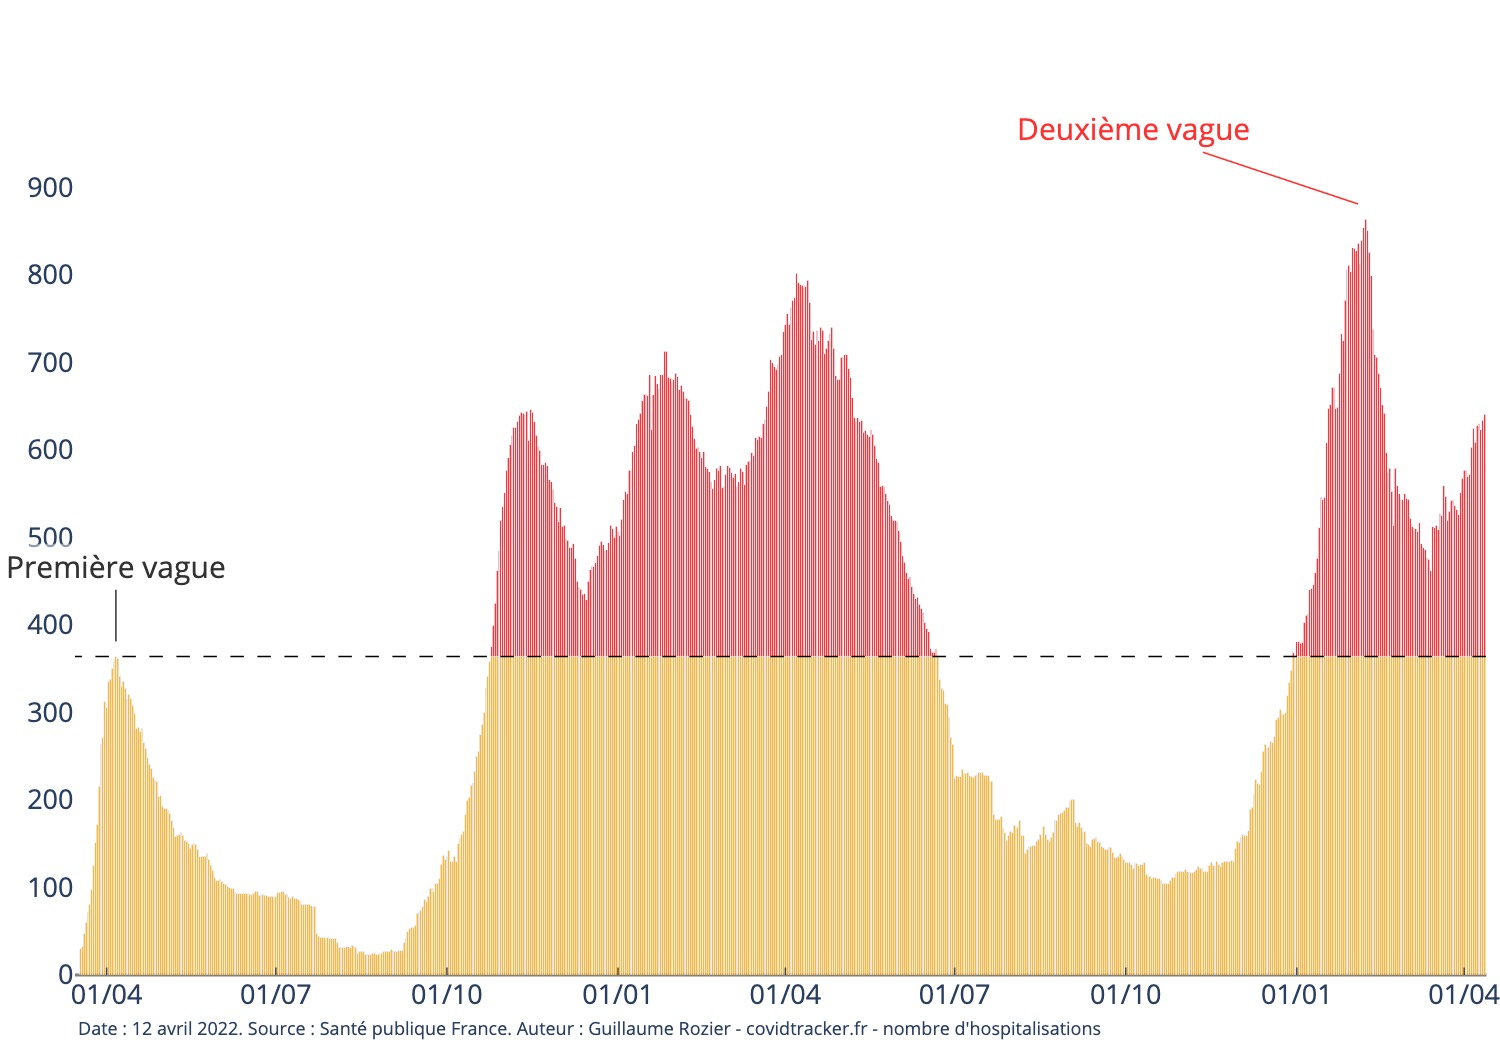 Deuxième vague
900
800
700
600
500
Première vague
400
300
200
100
0
01/04 01/07 01/10 01/01 01/04 01/07 01/10 01/01 01/04
Date : 12 avril 2022. Source : Santé publique France. Auteur : Guillaume Rozier - covidtracker.fr - nombre d'hospitalisations